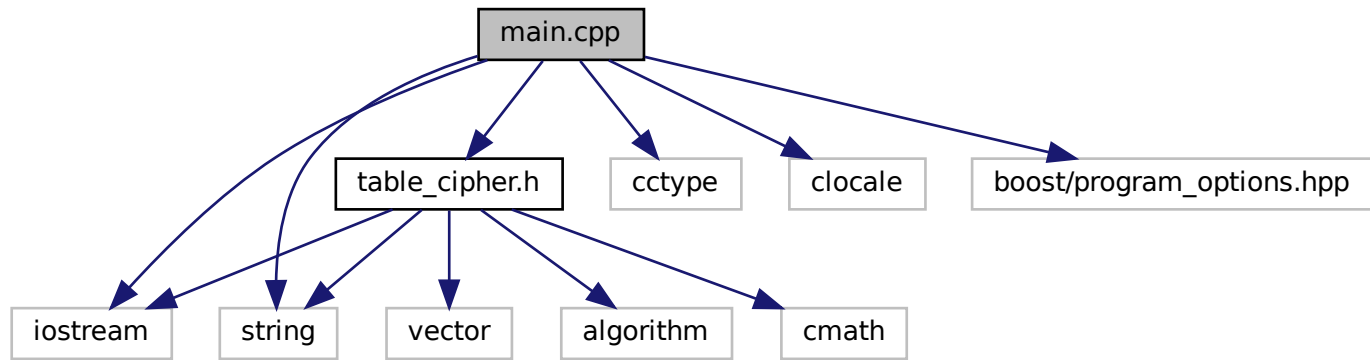 main.cpp
table_cipher.h
cctype
clocale
boost/program_options.hpp
iostream
string
vector
algorithm
cmath